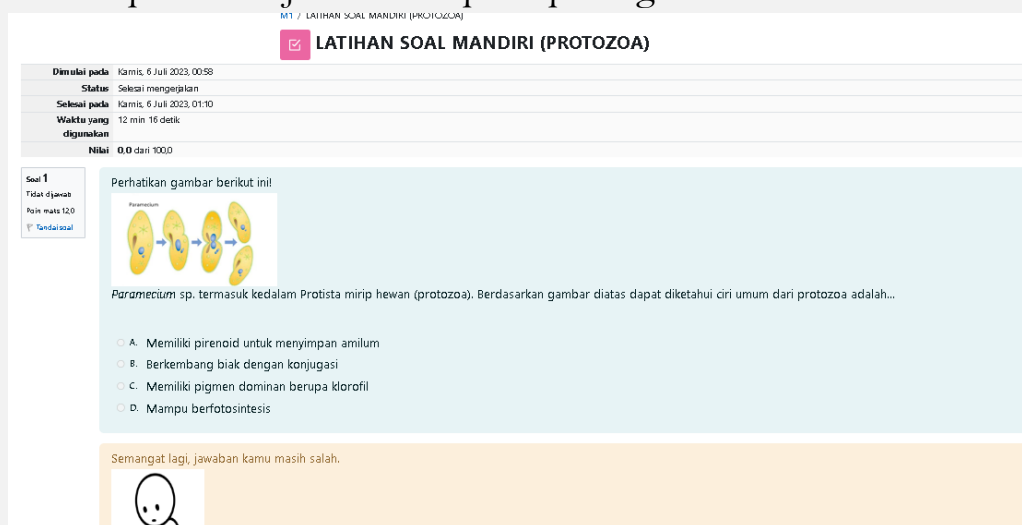 M1 / LATIHAN SOAL MANDIRI (PROTOZOA)
LATIHAN SOAL MANDIRI (PROTOZOA)
Dimulai pada Kamis, 6 Juli 2023, 00:58
Status Selesai mengerjakan
Selesai pada Kamis, 6 Juli 2023, 01:10
Waktu yang digunakan 12 min 16 detik
Nilai 0,0 dari 100,0
Soal 1
Tidak dijawab
Poin maks 12,0
Tandai soal
Perhatikan gambar berikut ini!
Paramecium
Paramecium sp. termasuk kedalam Protista mirip hewan (protozoa). Berdasarkan gambar diatas dapat diketahui ciri umum dari protozoa adalah...
A. Memiliki pirenoid untuk menyimpan amilum
B. Berkembang biak dengan konjugasi
C. Memiliki pigmen dominan berupa klorofil
D. Mampu berfotosintesis
Semangat lagi, jawaban kamu masih salah.